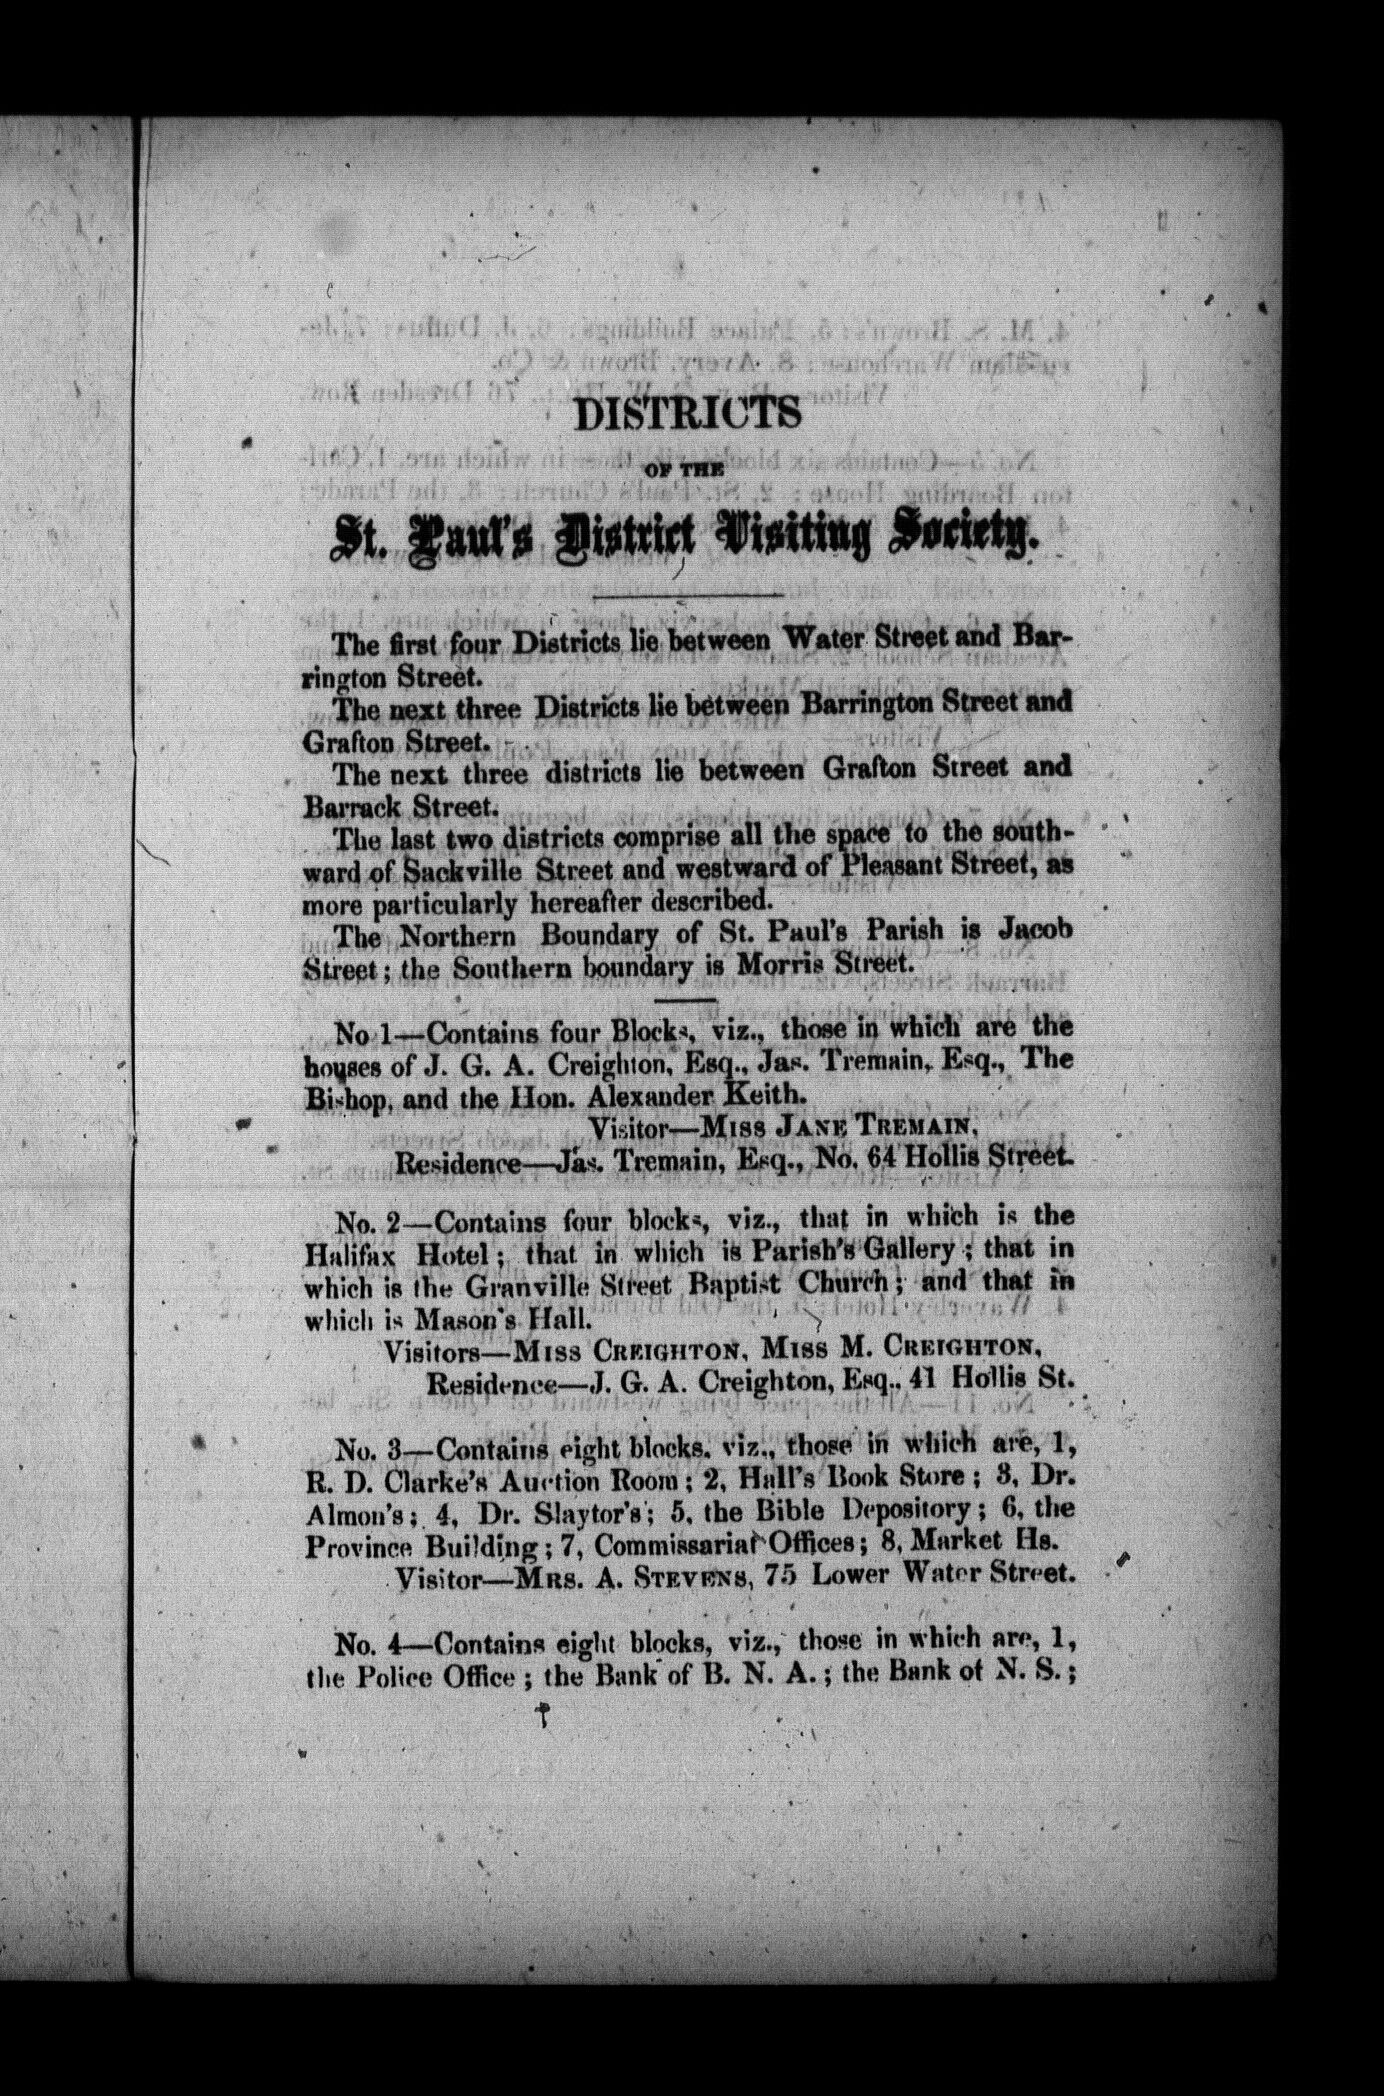 DISTRICTS
OF THE
St. Paul's District Visiting Society.
The first four Districts lie between Water Street and Bar-
rington Street.
The next three Districts lie between Barrington Street and
Grafton Street.
The next three districts lie between Grafton Street and
Barrack Street.
The last two districts comprise all the space to the south-
ward of Sackville Street and westward of Pleasant Street, as
more particularly hereafter described.
The Northern Boundary of St. Paul's Parish is Jacob
Street; the Southern boundary is Morris Street.
No 1—Contains four Blocks, viz., those in which are the
houses of J. G. A. Creighton, Esq., Jas. Tremain, Esq., The
Bishop, and the Hon. Alexander Keith.
Visitor—MISS JANE TREMAIN,
Residence—Jas. Tremain, Esq., No. 64 Hollis Street.
No. 2—Contains four blocks, viz., that in which is the
Halifax Hotel; that in which is Parish's Gallery; that in
which is the Granville Street Baptist Church; and that in
which is Mason's Hall.
Visitors—MISS CREIGHTON, MISS M. CREIGHTON,
Residence—J. G. A. Creighton, Esq., 41 Hollis St.
No. 3—Contains eight blocks, viz., those in which are, 1,
R. D. Clarke's Auction Room; 2, Hall's Book Store; 3, Dr.
Almon's; 4, Dr. Slaytor's; 5, the Bible Depository; 6, the
Province Building; 7, Commissariat Offices; 8, Market Hs.
Visitor—MRS. A. STEVENS, 75 Lower Water Street.
No. 4—Contains eight blocks, viz., those in which are, 1,
the Police Office; the Bank of B. N. A.; the Bank of N. S.;